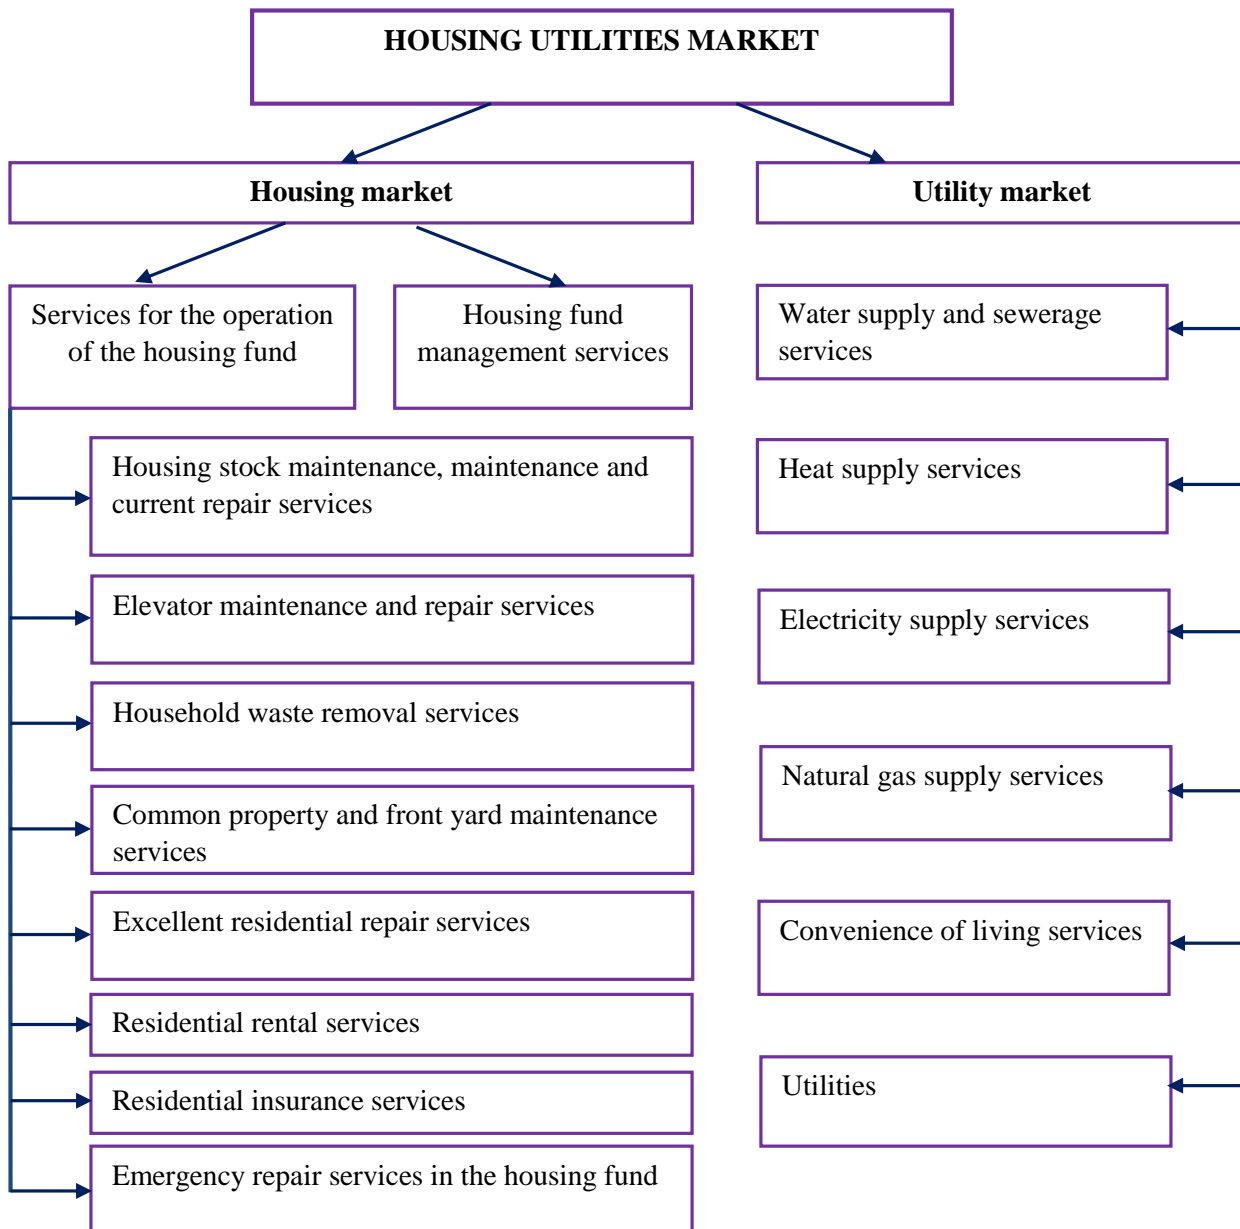 HOUSING UTILITIES MARKET
Housing market
Utility market
Services for the operation
of the housing fund
Housing fund
management services
Housing stock maintenance, maintenance and
current repair services
Elevator maintenance and repair services
Household waste removal services
Common property and front yard maintenance
services
Excellent residential repair services
Residential rental services
Residential insurance services
Emergency repair services in the housing fund
Water supply and sewerage
services
Heat supply services
Electricity supply services
Natural gas supply services
Convenience of living services
Utilities